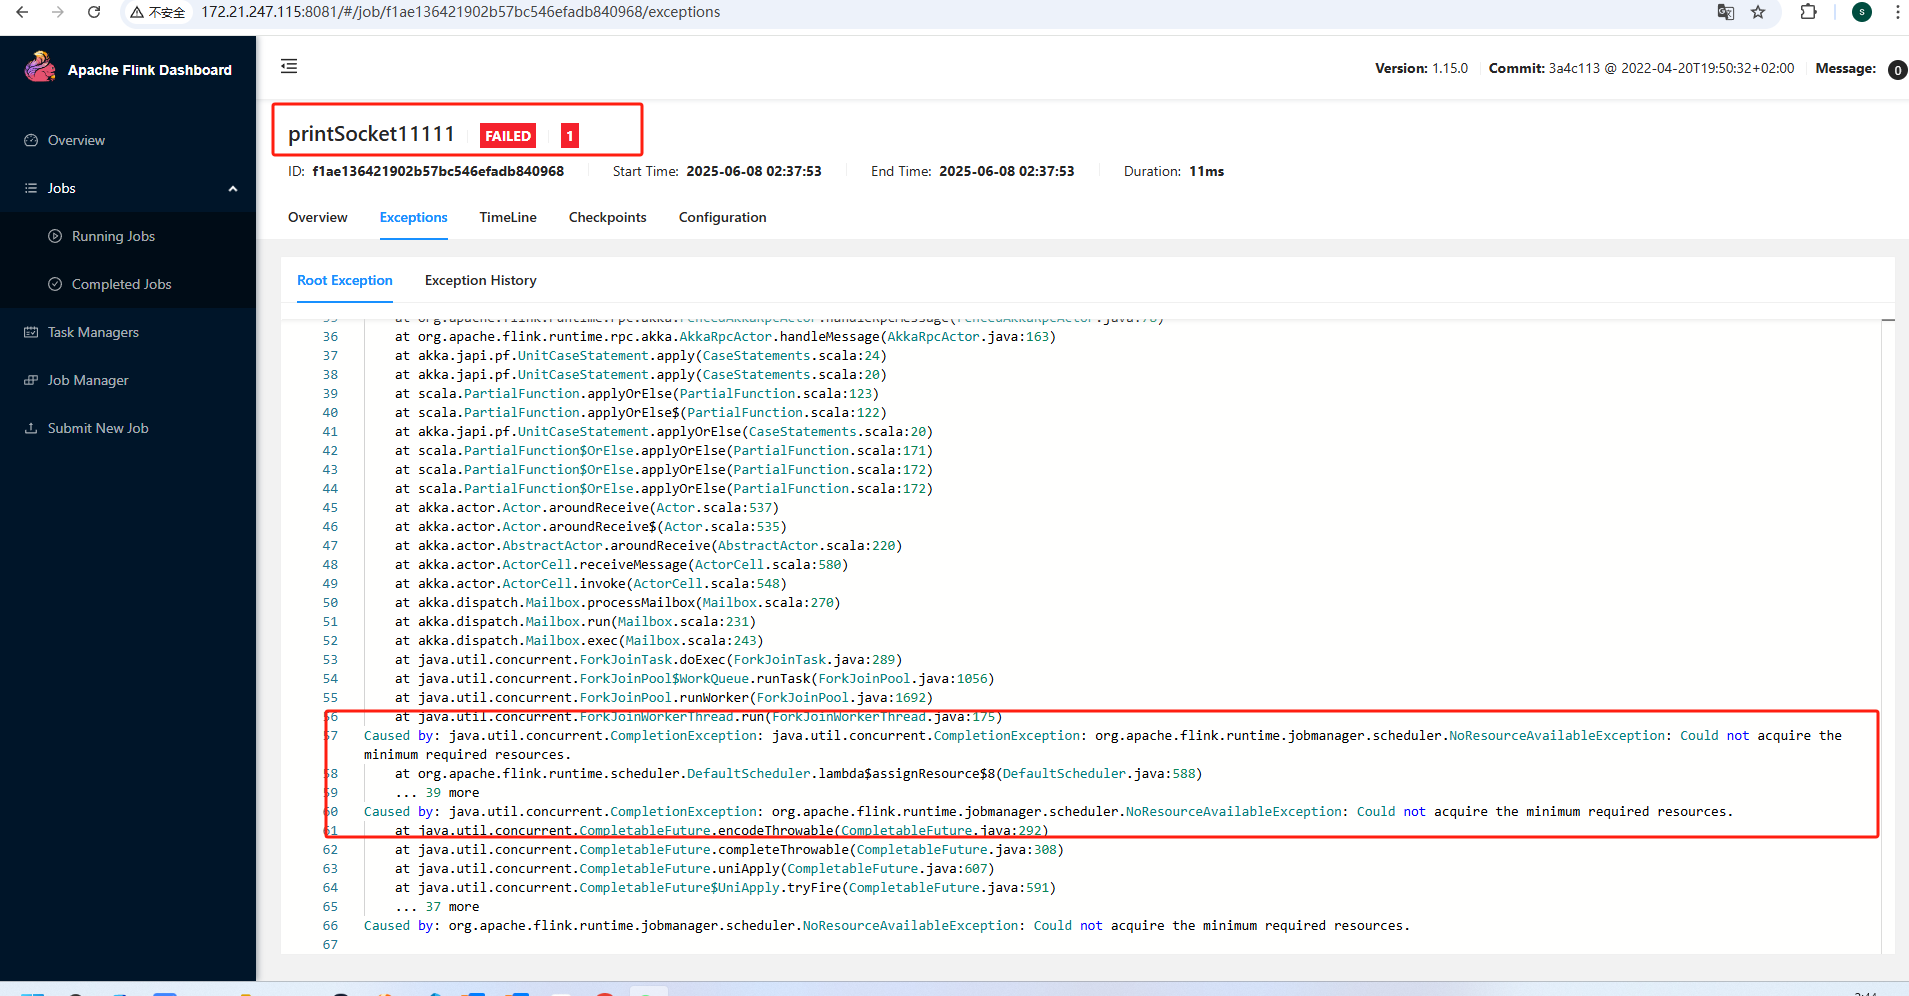 不安全 172.21.247.115:8081/#/job/f1ae136421902b57bc546efadb840968/exceptions
S
Apache Flink Dashboard
Version: 1.15.0 Commit: 3a4c113 @ 2022-04-20T19:50:32+02:00 Message: 0
Overview
Jobs
Running Jobs
Completed Jobs
Task Managers
Job Manager
Submit New Job
printSocket11111 FAILED 1
ID: f1ae136421902b57bc546efadb840968 Start Time: 2025-06-08 02:37:53 End Time: 2025-06-08 02:37:53 Duration: 11ms
Overview Exceptions TimeLine Checkpoints Configuration
Root Exception Exception History
36 at org.apache.flink.runtime.rpc.akka.AkkaRpcActor.handleMessage(AkkaRpcActor.java:163)
37 at akka.japi.pf.UnitCaseStatement.apply(CaseStatements.scala:24)
38 at akka.japi.pf.UnitCaseStatement.apply(CaseStatements.scala:20)
39 at scala.PartialFunction.applyOrElse(PartialFunction.scala:123)
40 at scala.PartialFunction.applyOrElse$(PartialFunction.scala:122)
41 at akka.japi.pf.UnitCaseStatement.applyOrElse(CaseStatements.scala:20)
42 at scala.PartialFunction$OrElse.applyOrElse(PartialFunction.scala:171)
43 at scala.PartialFunction$OrElse.applyOrElse(PartialFunction.scala:172)
44 at scala.PartialFunction$OrElse.applyOrElse(PartialFunction.scala:172)
45 at akka.actor.Actor.aroundReceive(Actor.scala:537)
46 at akka.actor.Actor.aroundReceive$(Actor.scala:535)
47 at akka.actor.AbstractActor.aroundReceive(AbstractActor.scala:220)
48 at akka.actor.ActorCell.receiveMessage(ActorCell.scala:580)
49 at akka.actor.ActorCell.invoke(ActorCell.scala:548)
50 at akka.dispatch.Mailbox.processMailbox(Mailbox.scala:270)
51 at akka.dispatch.Mailbox.run(Mailbox.scala:231)
52 at akka.dispatch.Mailbox.exec(Mailbox.scala:243)
53 at java.util.concurrent.ForkJoinTask.doExec(ForkJoinTask.java:289)
54 at java.util.concurrent.ForkJoinPool$WorkQueue.runTask(ForkJoinPool.java:1056)
55 at java.util.concurrent.ForkJoinPool.runWorker(ForkJoinPool.java:1692)
56 at java.util.concurrent.ForkJoinWorkerThread.run(ForkJoinWorkerThread.java:175)
57 Caused by: java.util.concurrent.CompletionException: java.util.concurrent.CompletionException: org.apache.flink.runtime.jobmanager.scheduler.NoResourceAvailableException: Could not acquire the
minimum required resources.
58 at org.apache.flink.runtime.scheduler.DefaultScheduler.lambda$assignResource$8(DefaultScheduler.java:588)
59 ... 39 more
60 Caused by: java.util.concurrent.CompletionException: org.apache.flink.runtime.jobmanager.scheduler.NoResourceAvailableException: Could not acquire the minimum required resources.
61 at java.util.concurrent.CompletableFuture.encodeThrowable(CompletableFuture.java:292)
62 at java.util.concurrent.CompletableFuture.completeThrowable(CompletableFuture.java:308)
63 at java.util.concurrent.CompletableFuture.uniApply(CompletableFuture.java:607)
64 at java.util.concurrent.CompletableFuture$UniApply.tryFire(CompletableFuture.java:591)
65 ... 37 more
66 Caused by: org.apache.flink.runtime.jobmanager.scheduler.NoResourceAvailableException: Could not acquire the minimum required resources.
67